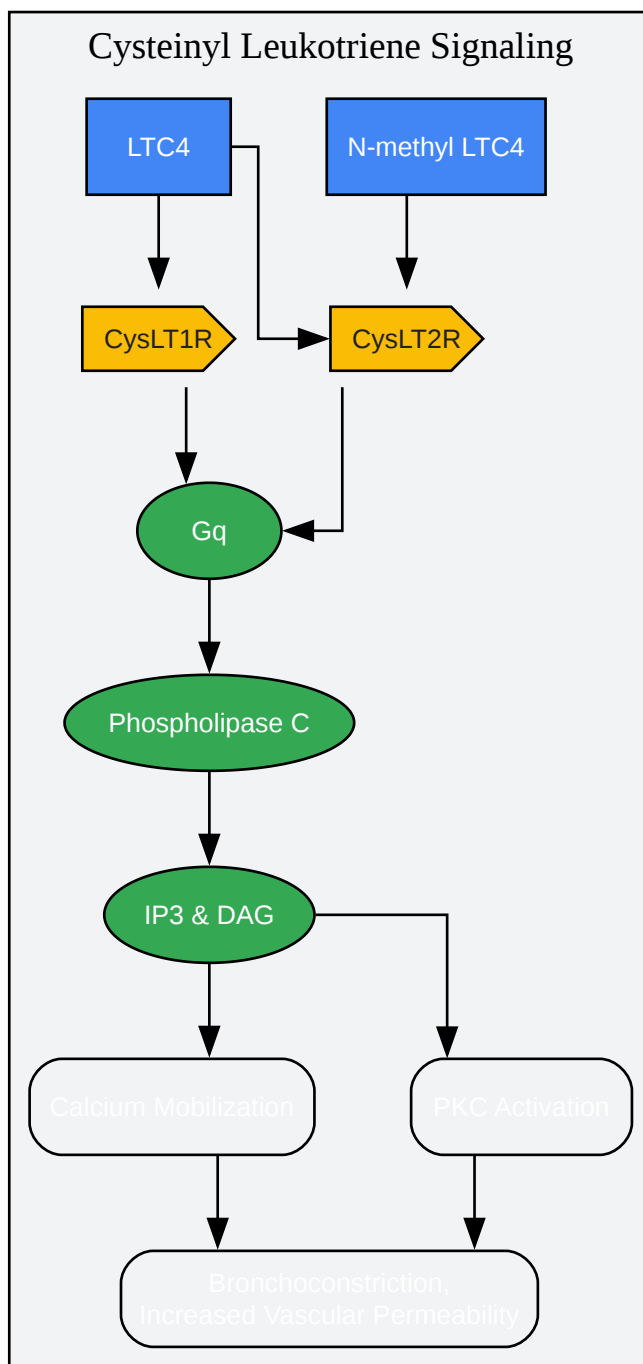 Cysteinyl Leukotriene Signaling
LTC4
N-methyl LTC4
CysLT1R
CysLT2R
Gq
Phospholipase C
IP3 & DAG
Calcium Mobilization
PKC Activation
Bronchoconstriction,
Increased Vascular Permeability